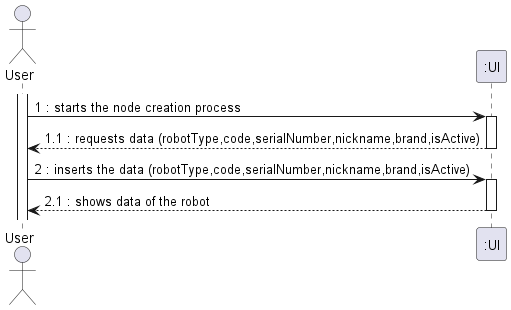 User
:UI
1 : starts the node creation process
1.1 : requests data (robotType,code,serialNumber,nickname,brand,isActive)
2 : inserts the data (robotType,code,serialNumber,nickname,brand,isActive)
2.1 : shows data of the robot
User
:UI